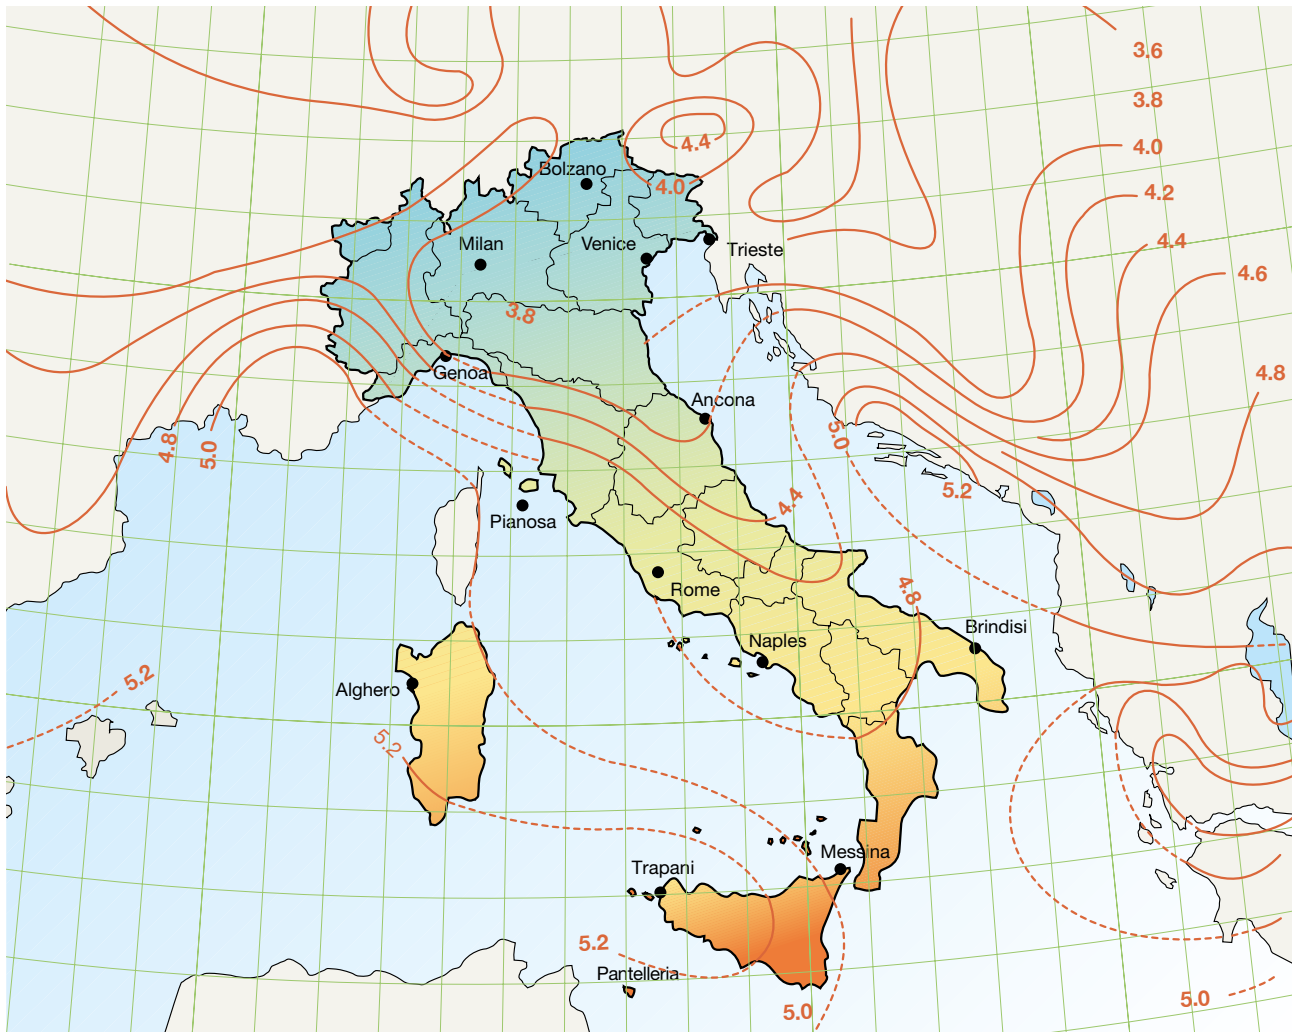 3.6
3.8
4.0
4.4
4.0
4.2
4.4
4.6
4.8
Bolzano
Milan
Venice
Trieste
3.8
Genoa
Ancona
4.8
5.0
5.0
5.2
4.4
Pianosa
Rome
4.8
Brindisi
Naples
Alghero
5.2
5.2
Messina
Trapani
5.2
Pantelleria
5.0
5.0